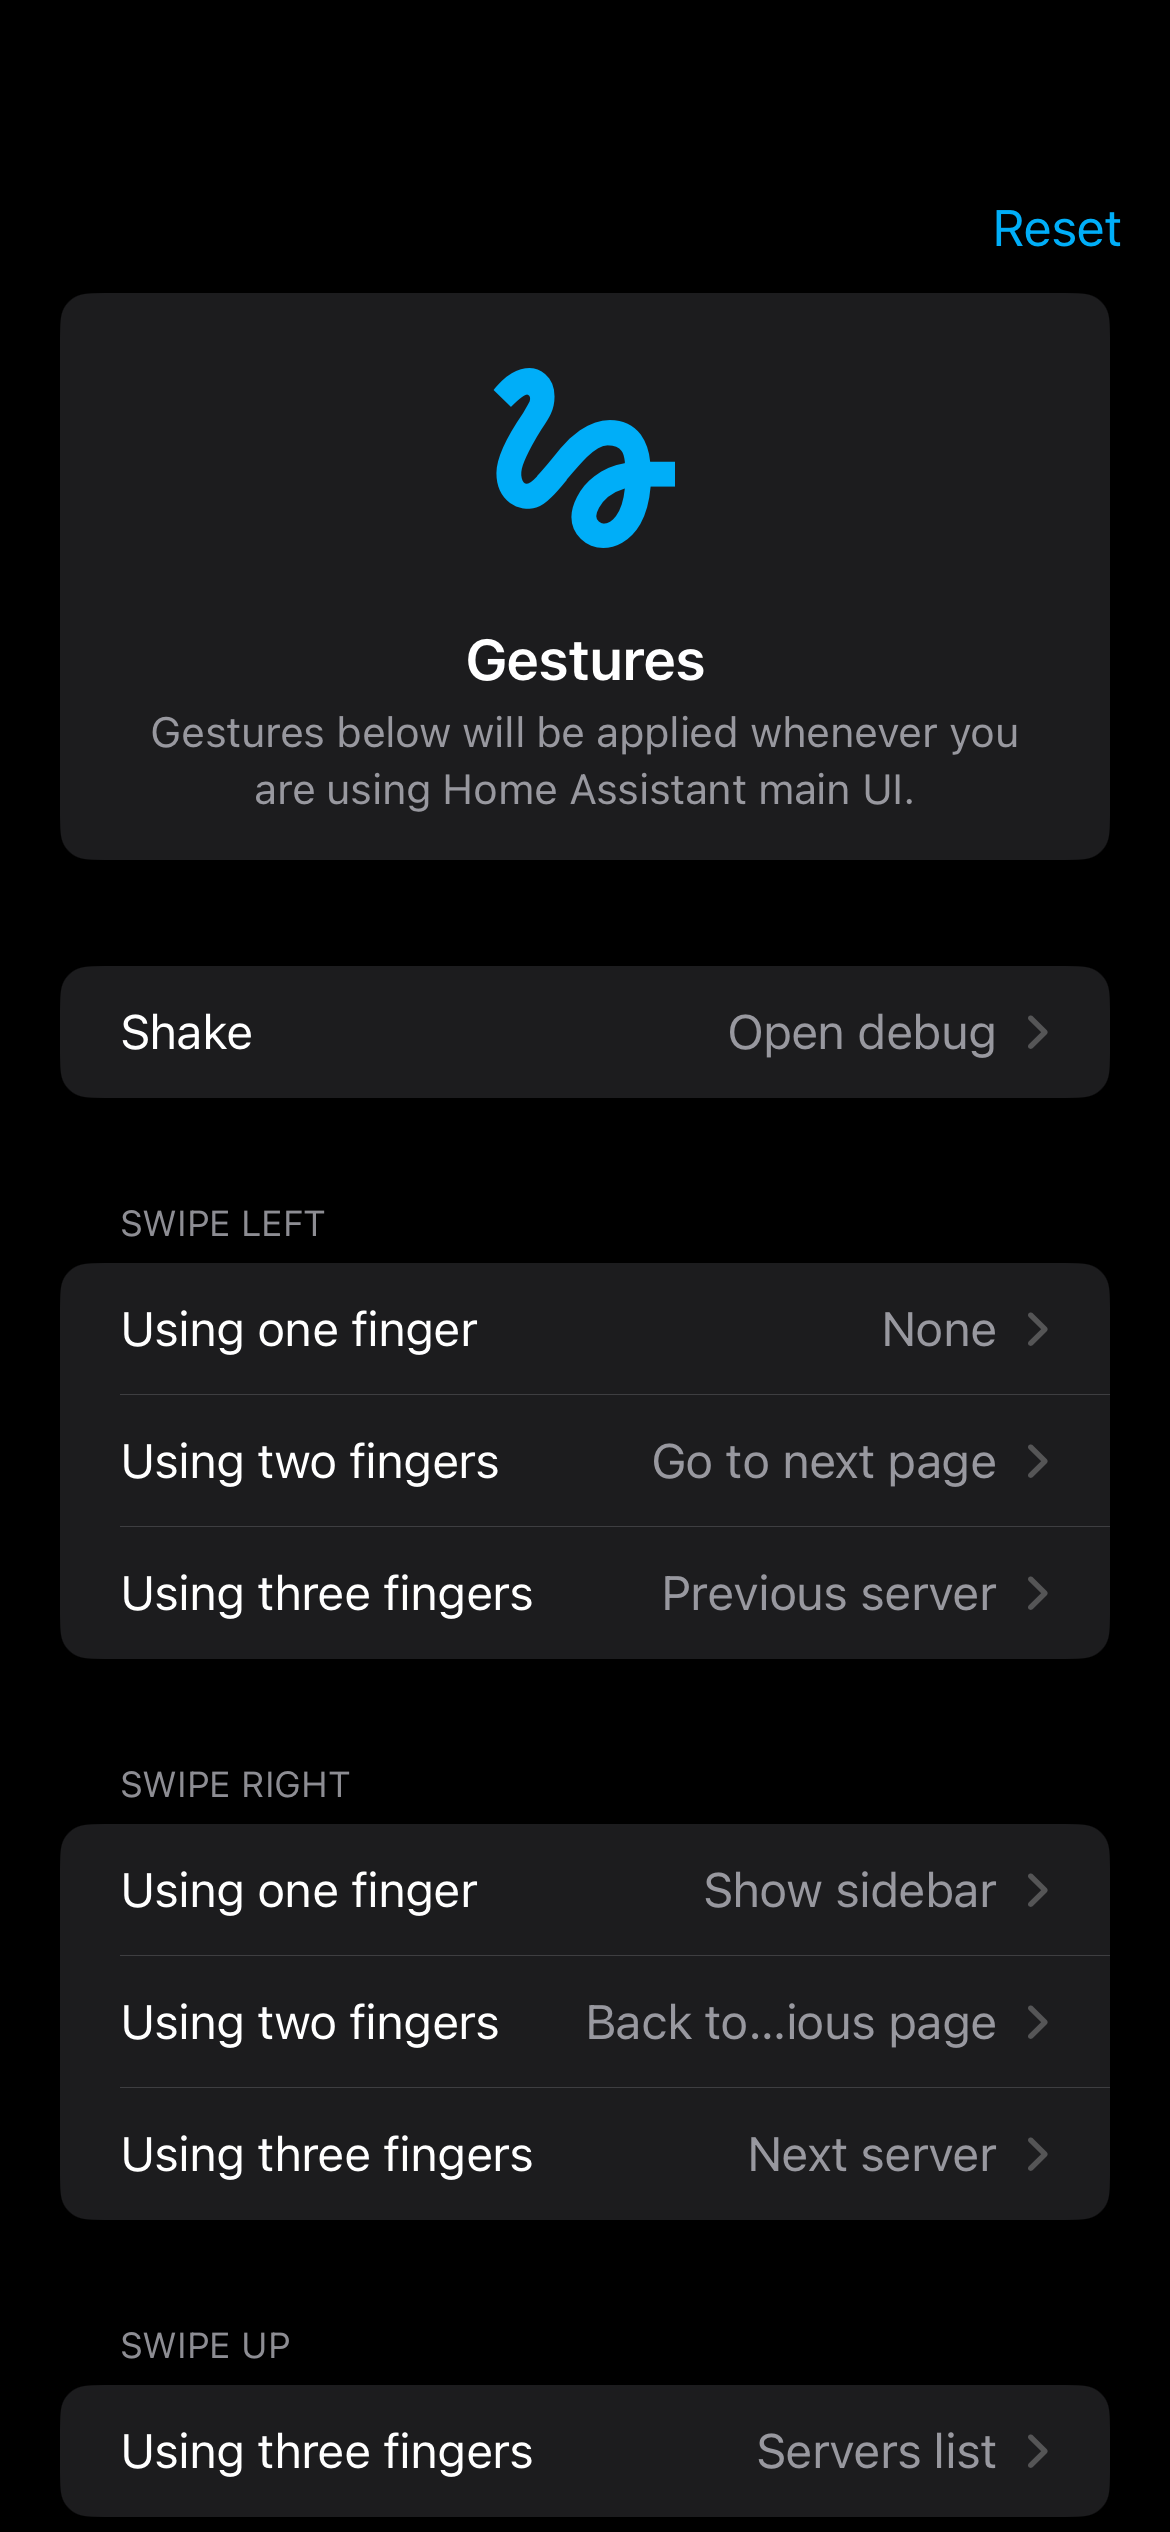 Reset
Gestures
Gestures below will be applied whenever you
are using Home Assistant main UI.
Shake Open debug
SWIPE LEFT
Using one finger None
Using two fingers Go to next page
Using three fingers Previous server
SWIPE RIGHT
Using one finger Show sidebar
Using two fingers Back to...ious page
Using three fingers Next server
SWIPE UP
Using three fingers Servers list